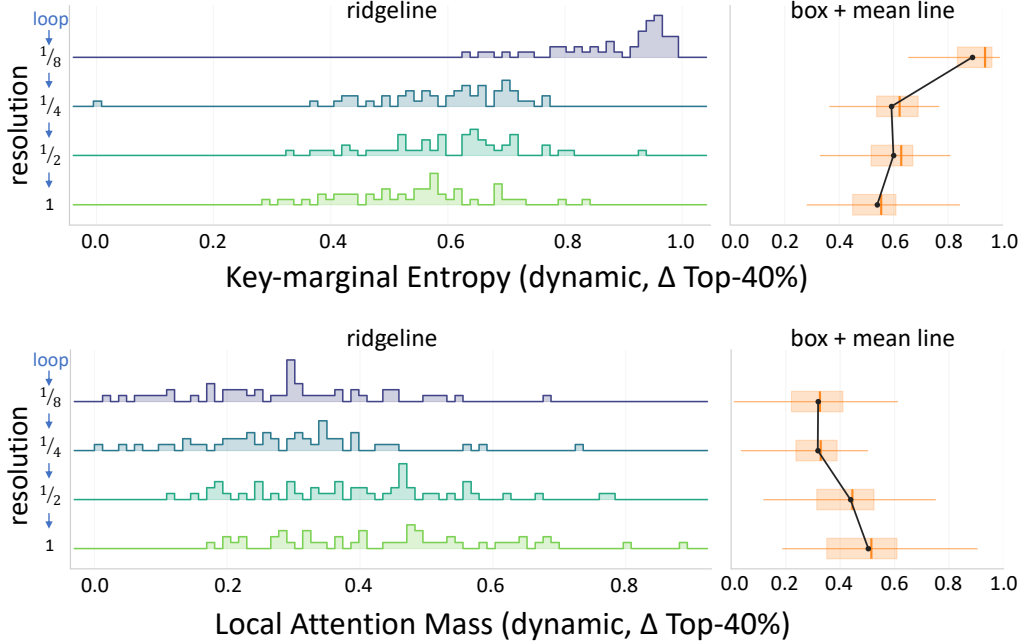 ridgeline
box + mean line
loop
resolution
1/8
1/4
1/2
1
0.0 0.2 0.4 0.6 0.8 1.0
0.0 0.2 0.4 0.6 0.8 1.0
Key-marginal Entropy (dynamic, Δ Top-40%)
ridgeline
box + mean line
loop
resolution
1/8
1/4
1/2
1
0.0 0.2 0.4 0.6 0.8
0.0 0.2 0.4 0.6 0.8 1.0
Local Attention Mass (dynamic, Δ Top-40%)